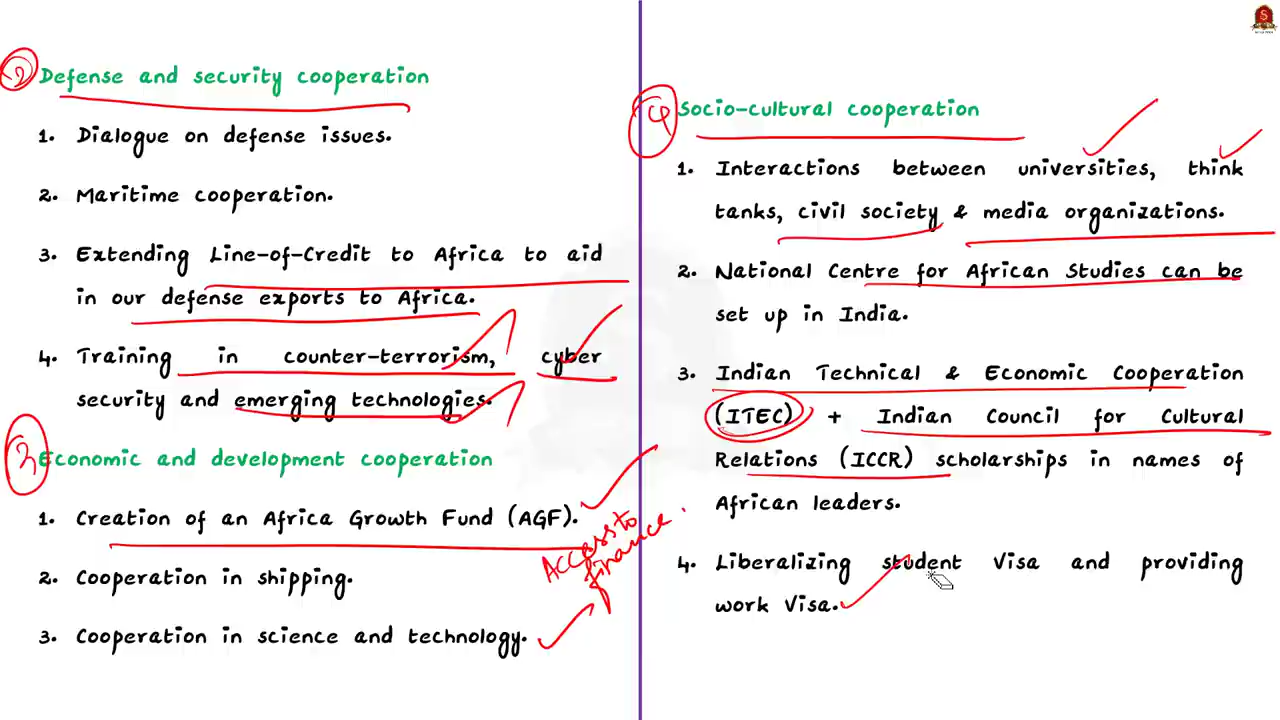 2 Defense and security cooperation
1. Dialogue on defense issues.
2. Maritime cooperation.
3. Extending Line-of-Credit to Africa to aid
in our defense exports to Africa.
4. Training in counter-terrorism, cyber
security and emerging technologies.
3 Economic and development cooperation
1. Creation of an Africa Growth Fund (AGF).
Access to
finance.
2. Cooperation in shipping.
3. Cooperation in science and technology.
4 Socio-cultural cooperation
1. Interactions between universities, think
tanks, civil society & media organizations.
2. National Centre for African Studies can be
set up in India.
3. Indian Technical & Economic Cooperation
(ITEC) + Indian Council for Cultural
Relations (ICCR) scholarships in names of
African leaders.
4. Liberalizing student Visa and providing
work Visa.